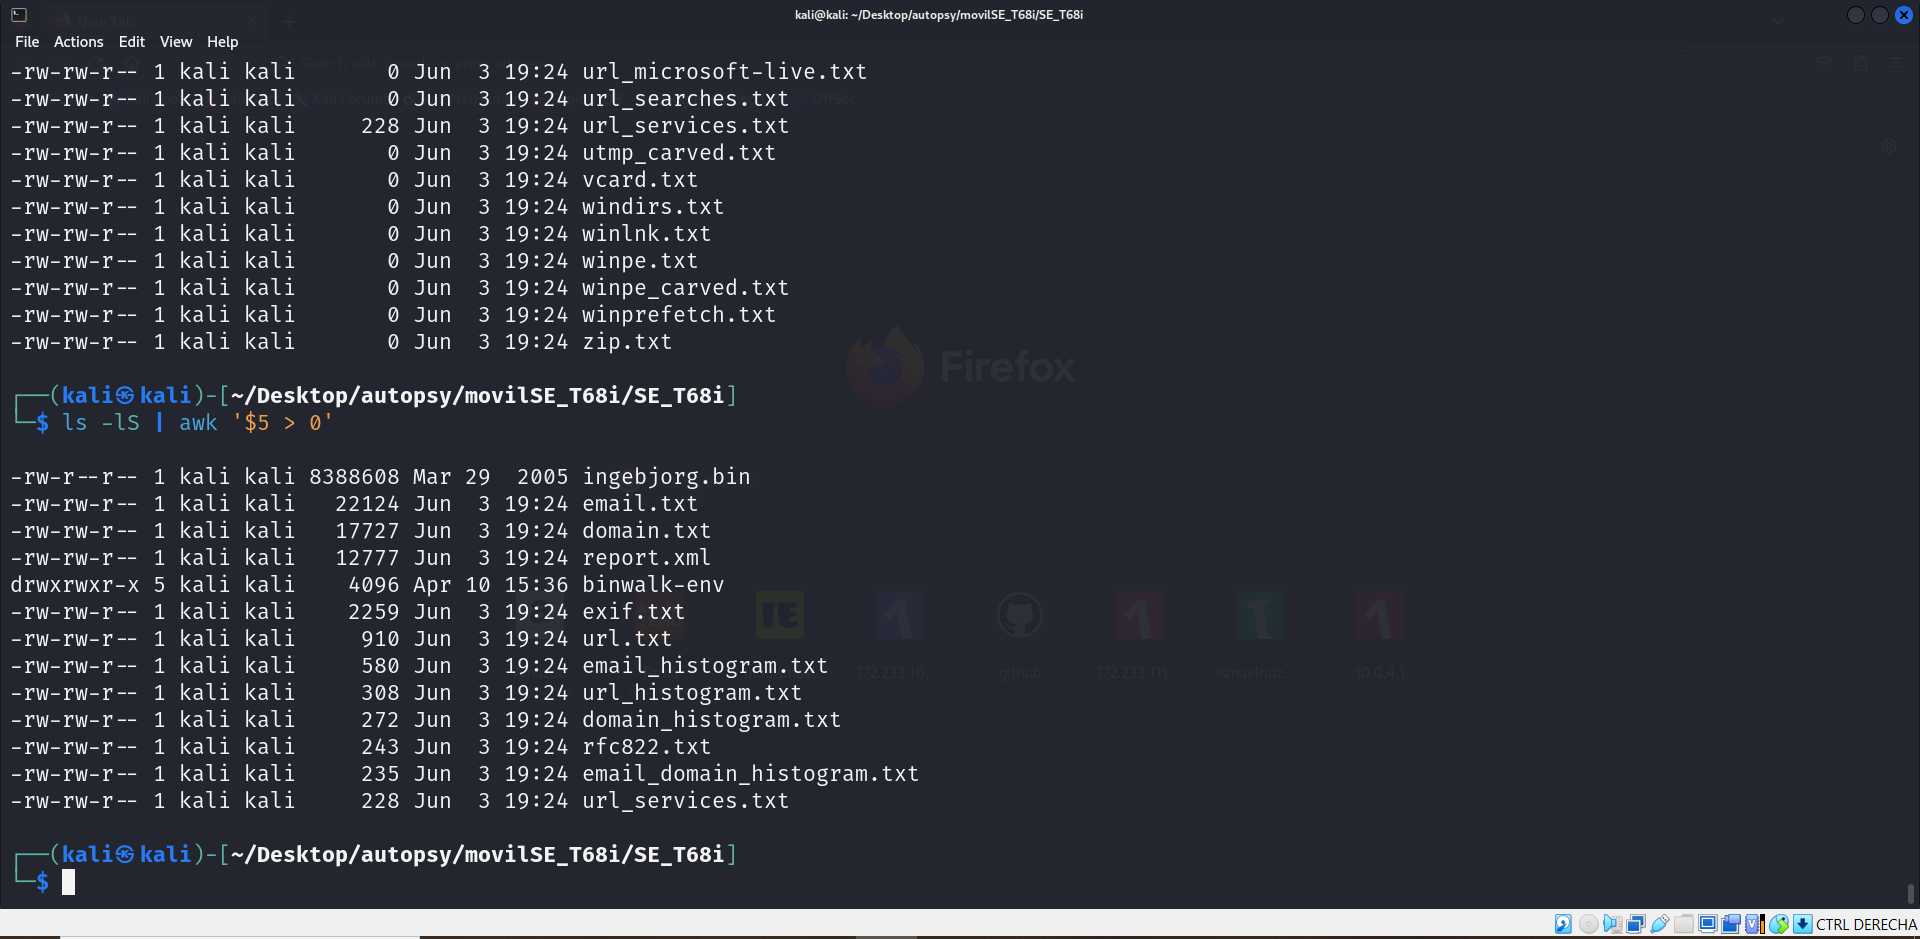 New Tab
kali@kali: ~/Desktop/autopsy/movilSE_T68i/SE_T68i
File Actions Edit View Help
-rw-rw-r-- 1 kali kali 0 Jun 3 19:24 url_microsoft-live.txt
-rw-rw-r-- 1 kali kali 0 Jun 3 19:24 url_searches.txt
-rw-rw-r-- 1 kali kali 228 Jun 3 19:24 url_services.txt
-rw-rw-r-- 1 kali kali 0 Jun 3 19:24 utmp_carved.txt
-rw-rw-r-- 1 kali kali 0 Jun 3 19:24 vcard.txt
-rw-rw-r-- 1 kali kali 0 Jun 3 19:24 windirs.txt
-rw-rw-r-- 1 kali kali 0 Jun 3 19:24 winlnk.txt
-rw-rw-r-- 1 kali kali 0 Jun 3 19:24 winpe.txt
-rw-rw-r-- 1 kali kali 0 Jun 3 19:24 winpe_carved.txt
-rw-rw-r-- 1 kali kali 0 Jun 3 19:24 winprefetch.txt
-rw-rw-r-- 1 kali kali 0 Jun 3 19:24 zip.txt
Firefox
┌──(kali㉿kali)-[~/Desktop/autopsy/movilSE_T68i/SE_T68i]
└─$ ls -lS | awk '$5 > 0'
-rw-r--r-- 1 kali kali 8388608 Mar 29 2005 ingebjorg.bin
-rw-rw-r-- 1 kali kali 22124 Jun 3 19:24 email.txt
-rw-rw-r-- 1 kali kali 17727 Jun 3 19:24 domain.txt
-rw-rw-r-- 1 kali kali 12777 Jun 3 19:24 report.xml
drwxrwxr-x 5 kali kali 4096 Apr 10 15:36 binwalk-env
-rw-rw-r-- 1 kali kali 2259 Jun 3 19:24 exif.txt
-rw-rw-r-- 1 kali kali 910 Jun 3 19:24 url.txt
-rw-rw-r-- 1 kali kali 580 Jun 3 19:24 email_histogram.txt
-rw-rw-r-- 1 kali kali 308 Jun 3 19:24 url_histogram.txt
-rw-rw-r-- 1 kali kali 272 Jun 3 19:24 domain_histogram.txt
-rw-rw-r-- 1 kali kali 243 Jun 3 19:24 rfc822.txt
-rw-rw-r-- 1 kali kali 235 Jun 3 19:24 email_domain_histogram.txt
-rw-rw-r-- 1 kali kali 228 Jun 3 19:24 url_services.txt
IE
172.233.10... github 172.233.111... ismaelruiz... 10.0.4.1
┌──(kali㉿kali)-[~/Desktop/autopsy/movilSE_T68i/SE_T68i]
└─$
CTRL DERECHA